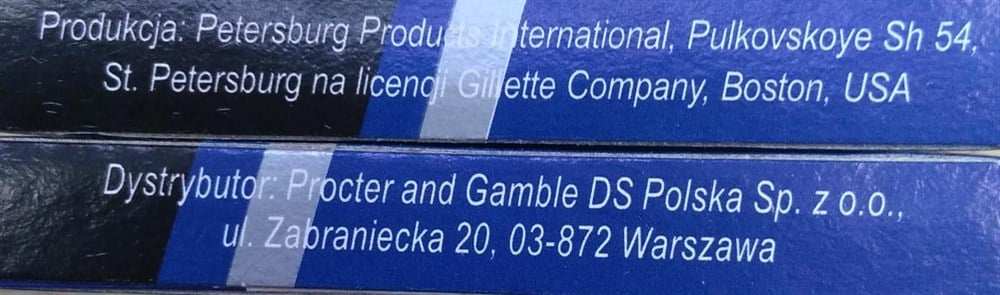 Produkcja: Petersburg Products International, Pulkovskoye Sh 54,
St. Petersburg na licencji Gillette Company, Boston, USA
Dystrybutor: Procter and Gamble DS Polska Sp. z o.o.,
ul. Zabraniecka 20, 03-872 Warszawa